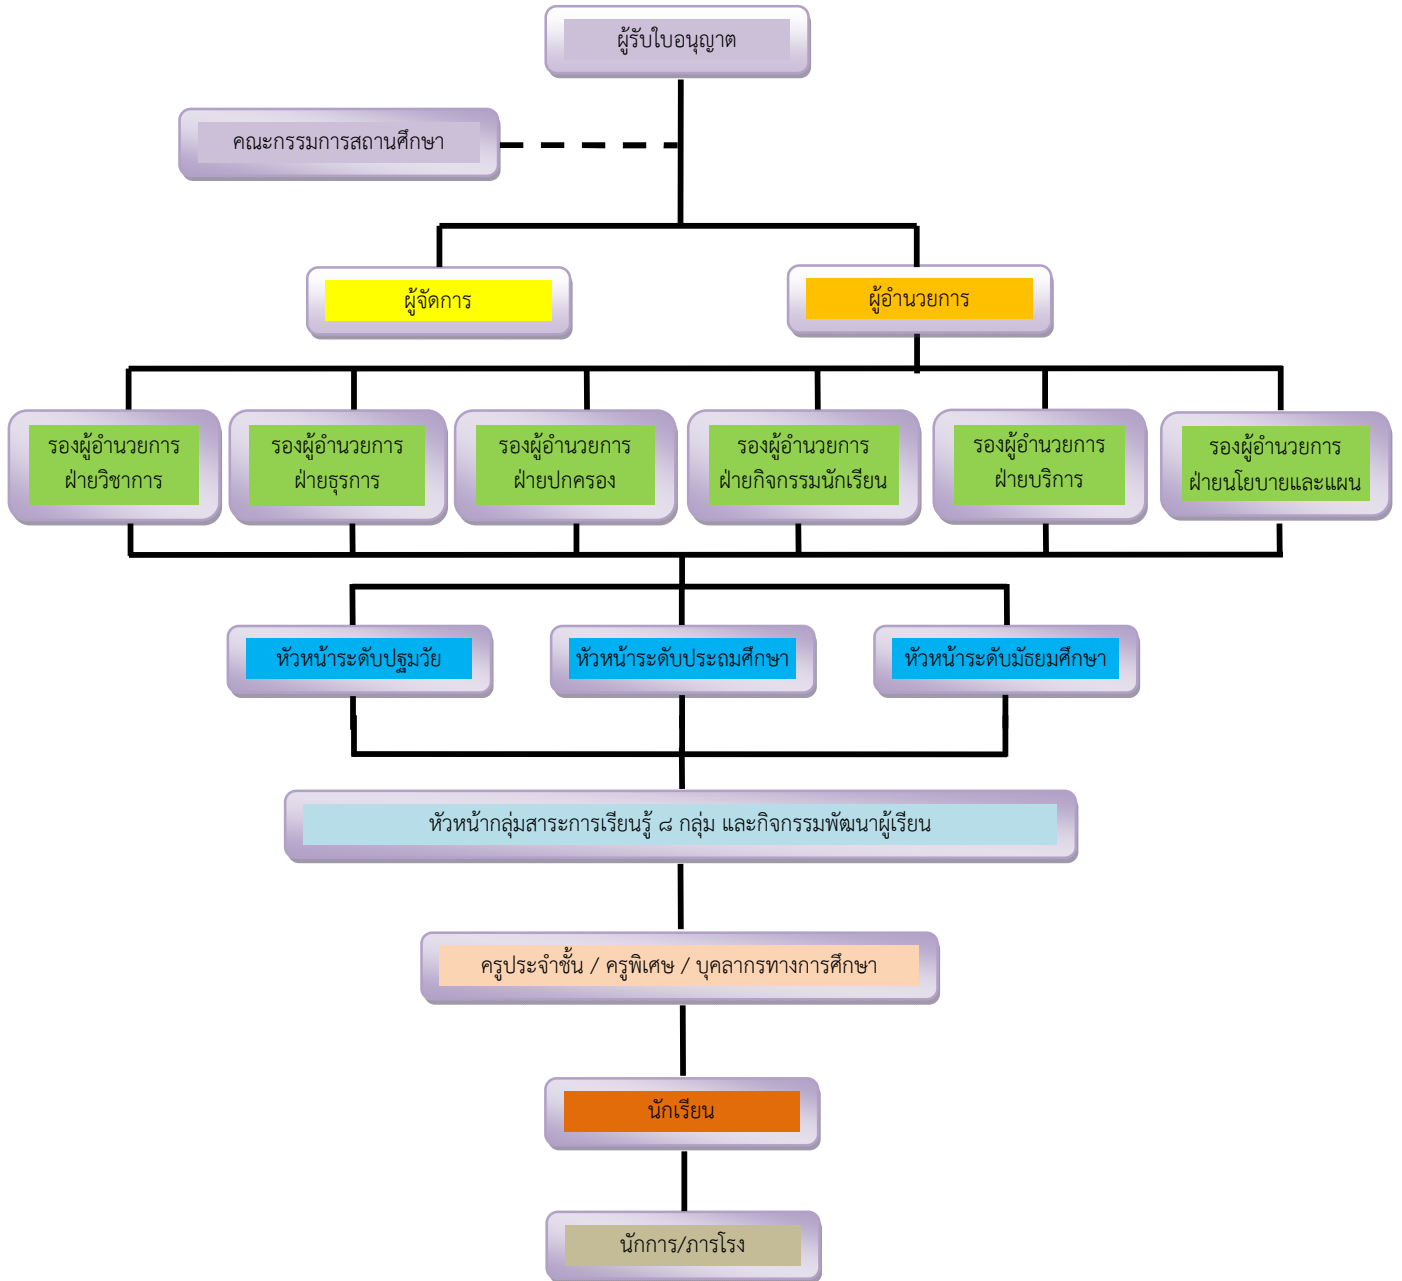 ผู้รับใบอนุญาต
คณะกรรมการสถานศึกษา
ผู้จัดการ
ผู้อำนวยการ
รองผู้อำนวยการ
ฝ่ายวิชาการ
รองผู้อำนวยการ
ฝ่ายธุรการ
รองผู้อำนวยการ
ฝ่ายปกครอง
รองผู้อำนวยการ
ฝ่ายกิจกรรมนักเรียน
รองผู้อำนวยการ
ฝ่ายบริการ
รองผู้อำนวยการ
ฝ่ายนโยบายและแผน
หัวหน้าระดับปฐมวัย
หัวหน้าระดับประถมศึกษา
หัวหน้าระดับมัธยมศึกษา
หัวหน้ากลุ่มสาระการเรียนรู้ ๘ กลุ่ม และกิจกรรมพัฒนาผู้เรียน
ครูประจำชั้น / ครูพิเศษ / บุคลากรทางการศึกษา
นักเรียน
นักการ/ภารโรง